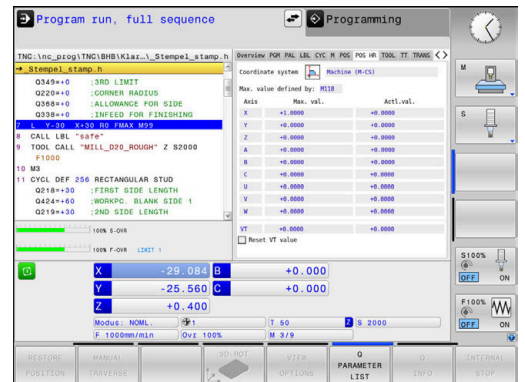 Program run, full sequence
Programming
TNC:\nc_prog\TNC\BHB\Klar…\_Stempel_stamp.h
→_Stempel_stamp.h
Q349=+0 ;3RD LIMIT
Q220=+0 ;CORNER RADIUS
Q368=+0 ;ALLOWANCE FOR SIDE
Q338=+0 ;INFEED FOR FINISHING
7 L Y-30 X+30 R0 FMAX M99
8 CALL LBL "safe"
9 TOOL CALL "MILL_D20_ROUGH" Z S2000
F1000
10 M3
11 CYCL DEF 256 RECTANGULAR STUD
Q218=+30 ;FIRST SIDE LENGTH
Q424=+60 ;WORKPC. BLANK SIDE 1
Q219=+30 ;2ND SIDE LENGTH
100% S-OVR
100% F-OVR LIMIT 1
Overview PGM PAL LBL CYC M POS POS HR TOOL TT TRANS
Coordinate system Machine (M-CS)
Max. value defined by: M118
Axis Max. val. Actl.val.
X +1.0000 +0.0000
Y +0.0000 +0.0000
Z +0.0000 +0.0000
A +0.0000 +0.0000
B +0.0000 +0.0000
C +0.0000 +0.0000
U +0.0000 +0.0000
V +0.0000 +0.0000
W +0.0000 +0.0000
VT +0.0000 +0.0000
Reset VT value
X -29.084 B +0.000
Y -25.560 C +0.000
Z +0.400
Modus: NOML. 1 T 50 Z S 2000
F 1000mm/min Ovr 100% M 3/9
M
S
S100%
OFF ON
F100%
OFF ON
RESTORE POSITION
MANUAL TRAVERSE
3D ROT
VIEW OPTIONS
Q PARAMETER LIST
Q INFO
INTERNAL STOP